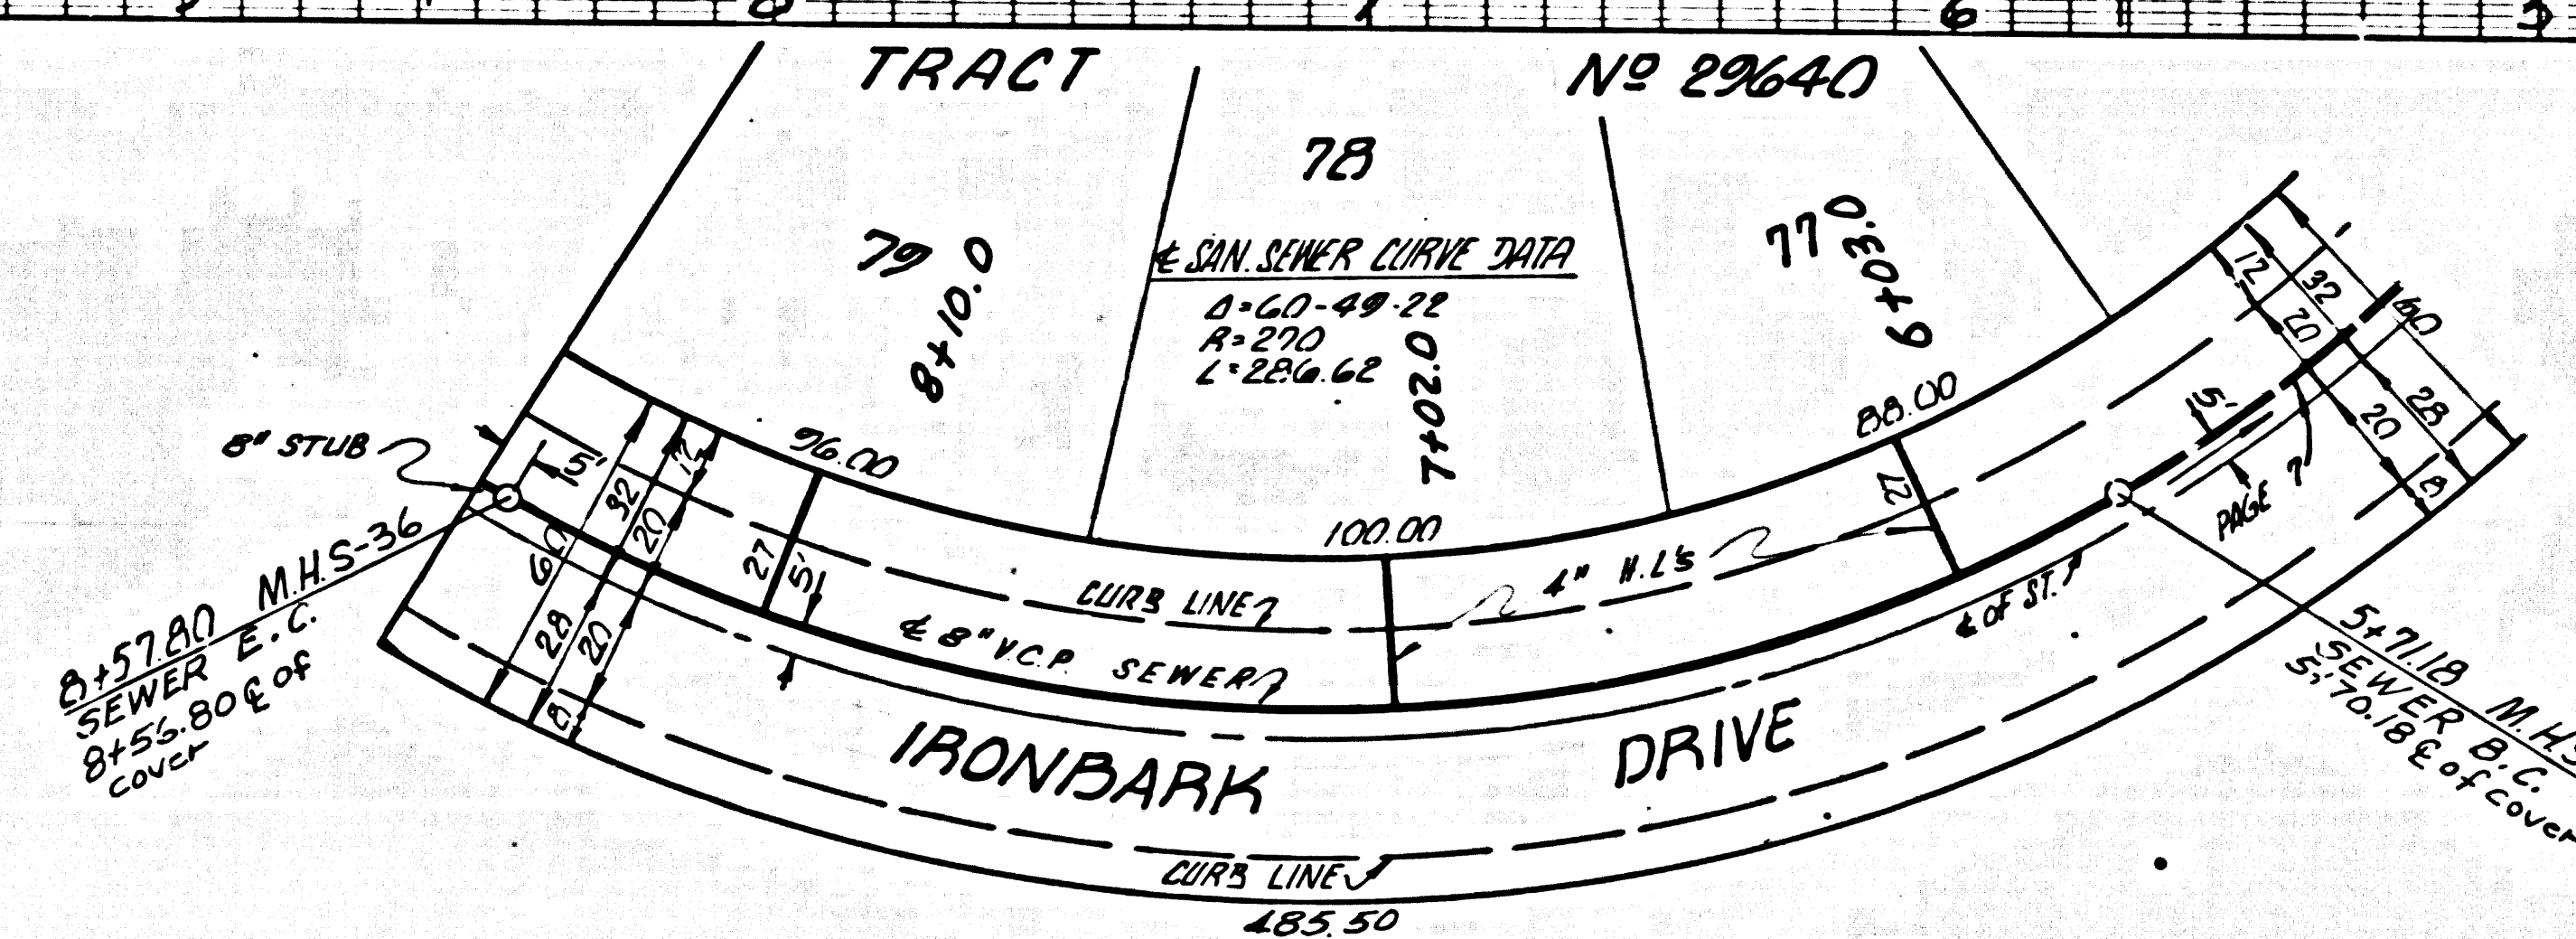 8
7
6
TRACT
Nº 29640
78
79
8+10.0
℄ SAN. SEWER CURVE DATA
Δ=60-49-22
R=270
L=286.62
7+02.0
77
6+03.0
12
32
60
20
28
20
8
5'
PAGE 7
8" STUB
5'
96.00
100.00
88.00
12
32
20
60
28
20
8
27
5'
27
CURB LINE
4" H.L'S
℄ 8" V.C.P. SEWER
℄ OF ST.
M.H. S-36
8+57.80
SEWER E.C.
8+56.80 ℄ of
cover
5+71.18 M.H.S
SEWER B.C.
5+70.18 ℄ of cover
IRONBARK DRIVE
CURB LINE
485.50